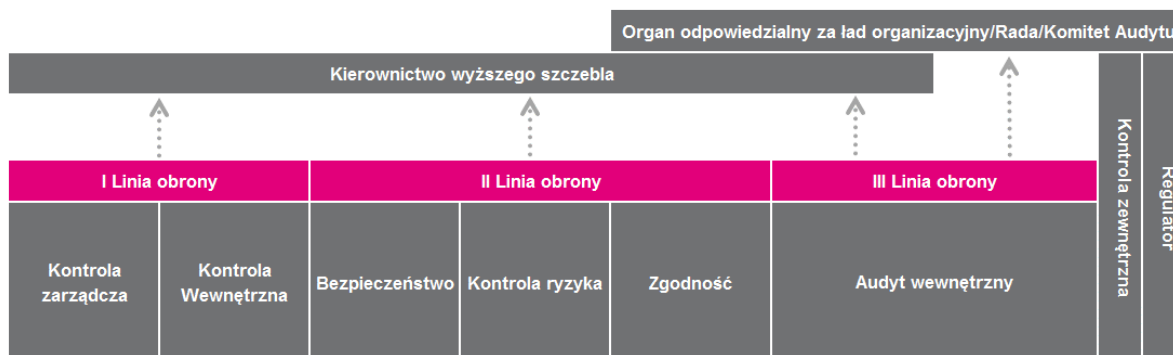 Organ odpowiedzialny za ład organizacyjny/Rada/Komitet Audytu
Kierownictwo wyższego szczebla
I Linia obrony
II Linia obrony
III Linia obrony
Kontrola
zarządcza
Kontrola
Wewnętrzna
Bezpieczeństwo
Kontrola ryzyka
Zgodność
Audyt wewnętrzny
Kontrola zewnętrzna
Regulator